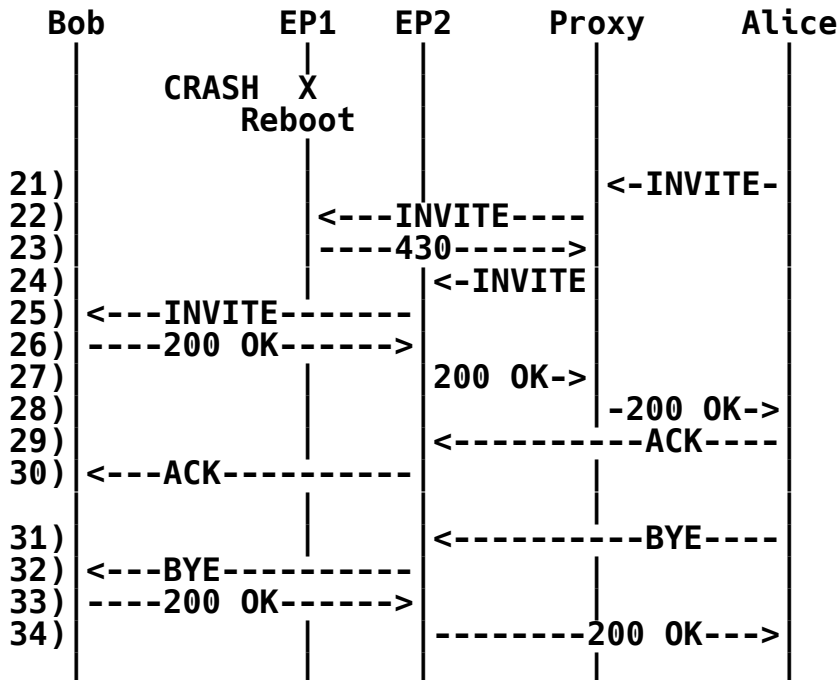 Bob EP1 EP2 Proxy Alice
CRASH X
Reboot
21) <-INVITE-
22) <---INVITE----
23) ----430------>
24) <-INVITE
25) <---INVITE-------
26) ----200 OK------>
27) 200 OK->
28) -200 OK->
29) <----------ACK----
30) <---ACK----------
31) <----------BYE----
32) <---BYE----------
33) ----200 OK------>
34) --------200 OK--->